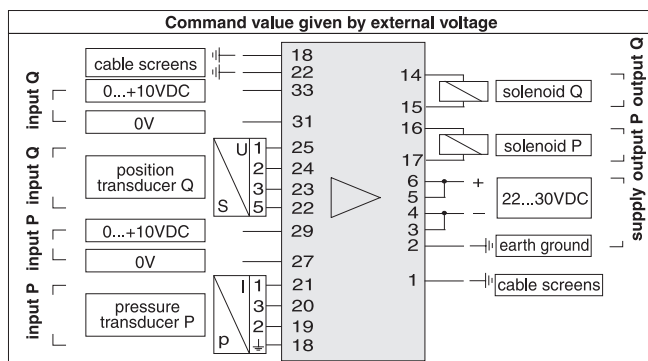 Command value given by external voltage
cable screens
18
22
input Q
0...+10VDC
33
0V
31
input Q
position
transducer Q
U
S
1
2
3
5
25
24
23
22
input P
0...+10VDC
29
0V
27
input P
pressure
transducer P
I
p
1
3
2
21
20
19
18
14
15
solenoid Q
output Q
16
17
solenoid P
output P
6
5
+
4
3
−
22...30VDC
supply
2
earth ground
1
cable screens